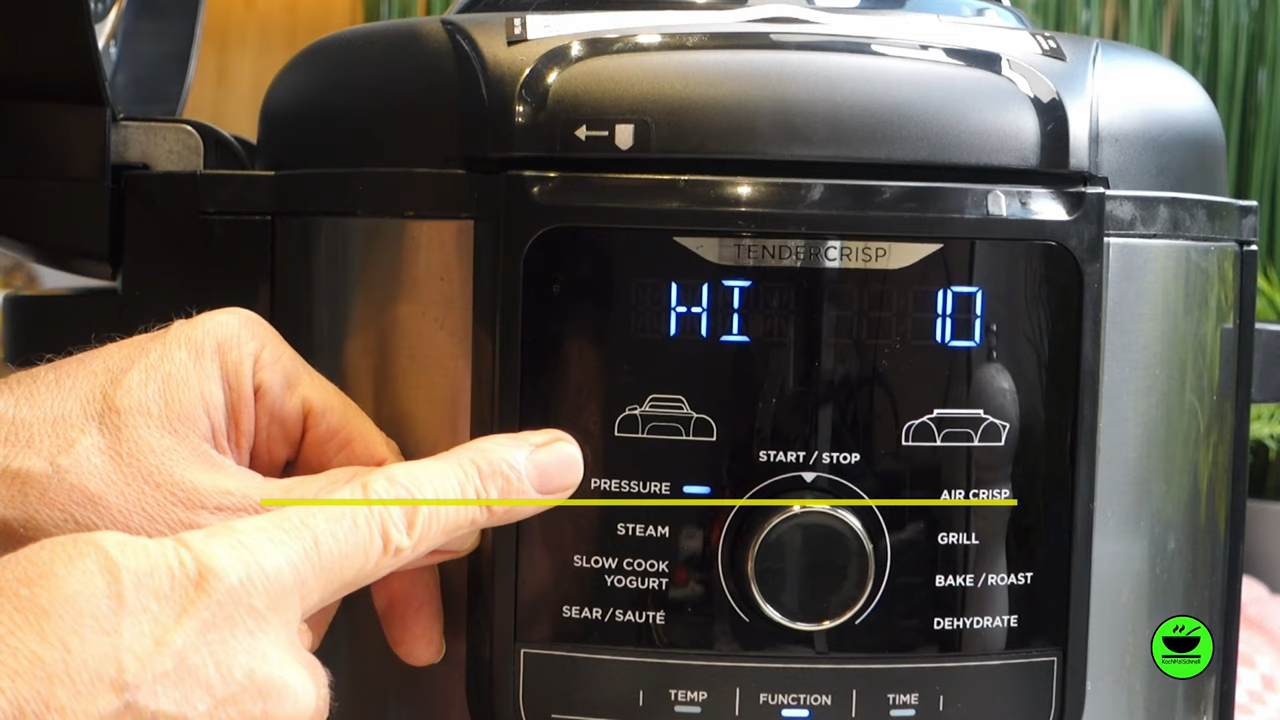 TENDERCRISP
HI 10
START / STOP
PRESSURE
AIR CRISP
STEAM
GRILL
SLOW COOK
YOGURT
BAKE / ROAST
SEAR / SAUTÉ
DEHYDRATE
TEMP
FUNCTION
TIME
KochMalSchnell